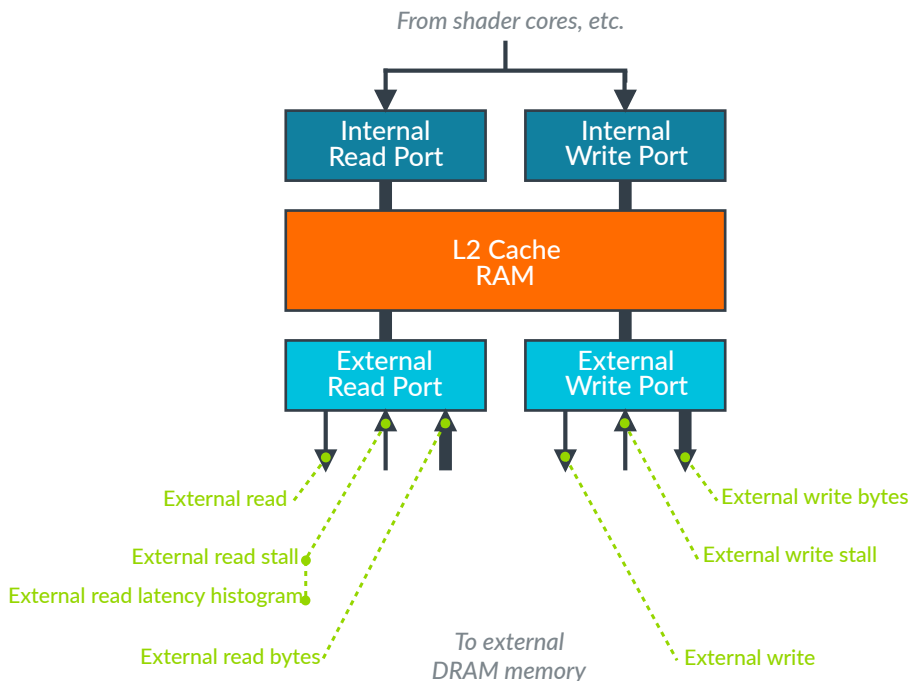 From shader cores, etc.
Internal
Read Port
Internal
Write Port
L2 Cache
RAM
External
Read Port
External
Write Port
External read
External write bytes
External read stall
External write stall
External read latency histogram
External read bytes
External write
To external
DRAM memory